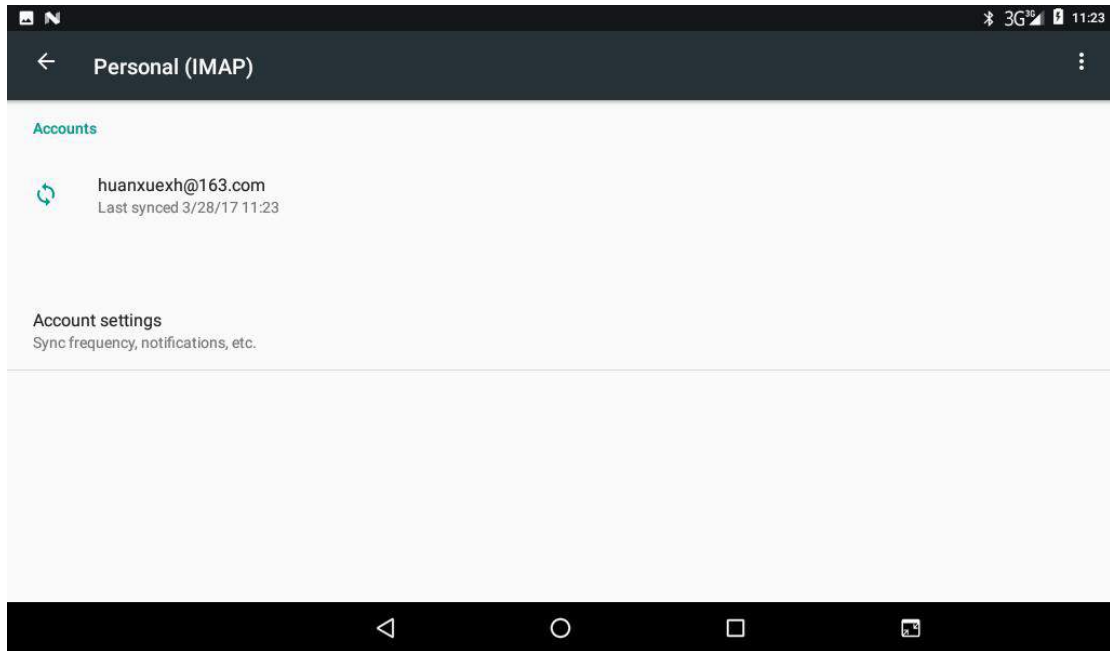 3G 3G 11:23
Personal (IMAP)
Accounts
huanxuexh@163.com
Last synced 3/28/17 11:23
Account settings
Sync frequency, notifications, etc.